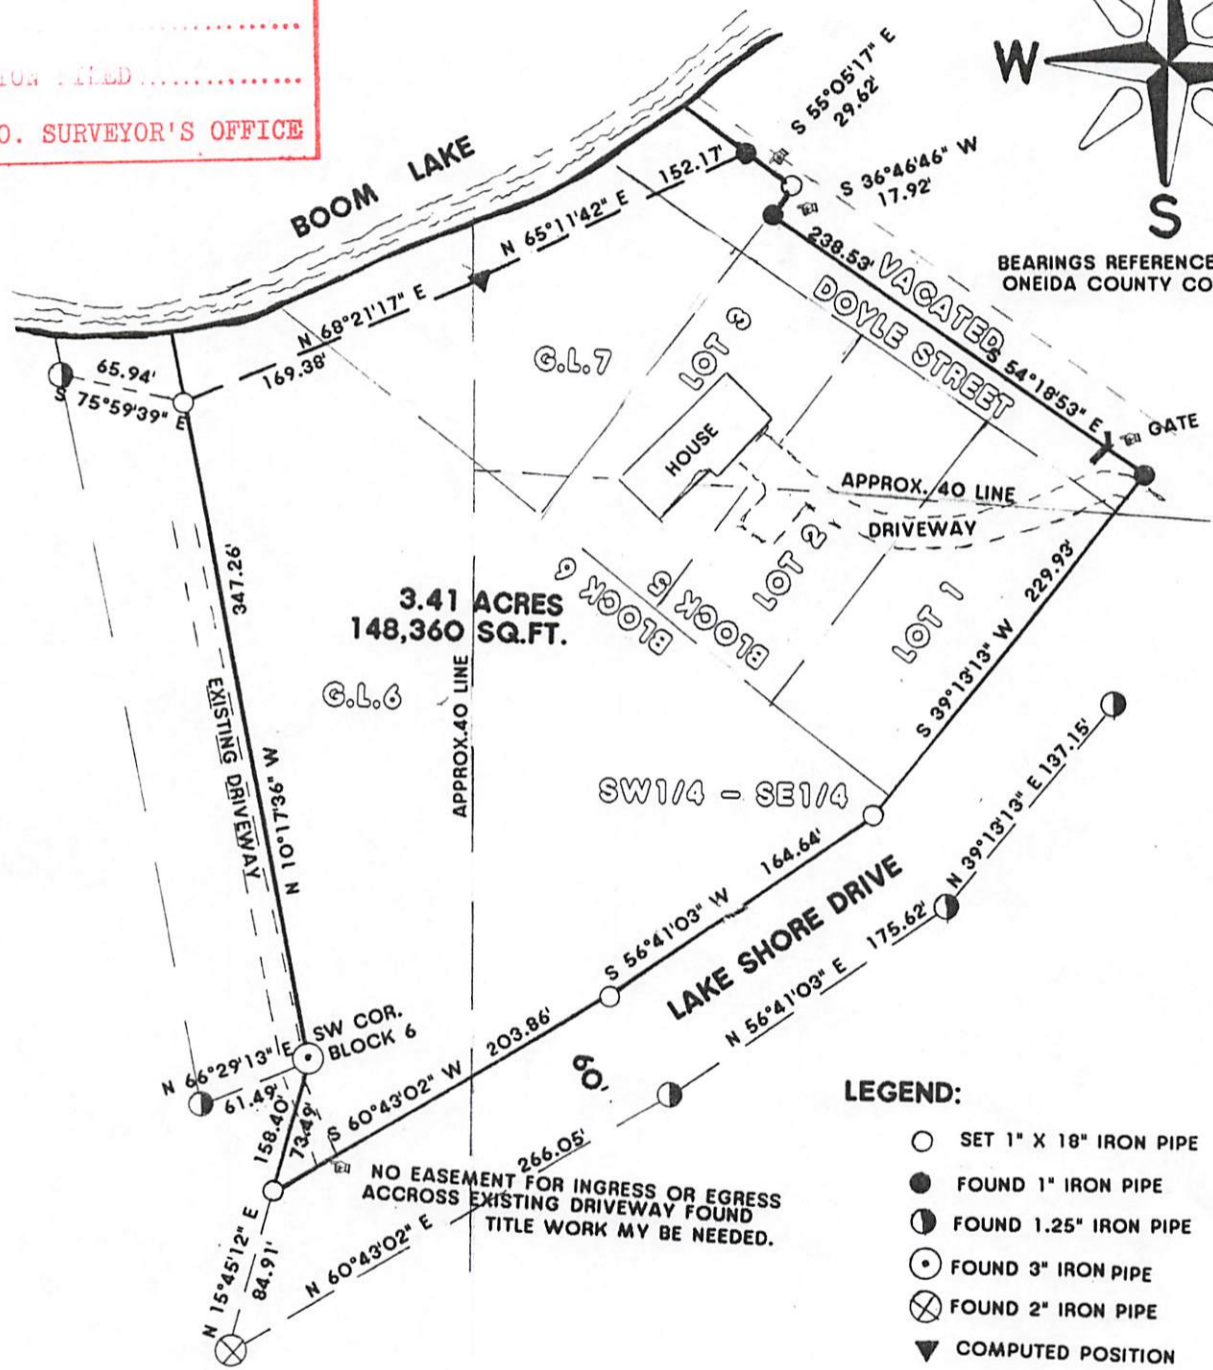 FILED
O. SURVEYOR'S OFFICE
W
S
BEARINGS REFERENCE
ONEIDA COUNTY CO
BOOM LAKE
S 55°05'17" E
29.62'
S 36°46'46" W
17.92'
152.17'
N 65°11'42" E
N 68°21'17" E
169.38'
65.94'
S 75°59'39" E
238.53'
VACATED
DOYLE STREET
S 54°18'53" E
GATE
G.L.7
LOT 3
HOUSE
APPROX. 40 LINE
DRIVEWAY
LOT 2
LOT 1
BLOCK 5
BLOCK 6
229.93'
S 39°13'13" W
347.26'
N 10°17'36" W
EXISTING DRIVEWAY
3.41 ACRES
148,360 SQ.FT.
G.L.6
APPROX.40 LINE
SW1/4 - SE1/4
164.64'
S 56°41'03" W
LAKE SHORE DRIVE
N 39°13'13" E 137.15'
175.62'
N 56°41'03" E
203.86'
S 60°43'02" W
60'
SW COR.
BLOCK 6
N 66°29'13" E
61.49'
158.40'
73.49'
266.05'
N 60°43'02" E
NO EASEMENT FOR INGRESS OR EGRESS
ACCROSS EXISTING DRIVEWAY FOUND
TITLE WORK MY BE NEEDED.
N 15°45'12" E
84.91'
LEGEND:
SET 1" X 18" IRON PIPE
FOUND 1" IRON PIPE
FOUND 1.25" IRON PIPE
FOUND 3" IRON PIPE
FOUND 2" IRON PIPE
COMPUTED POSITION